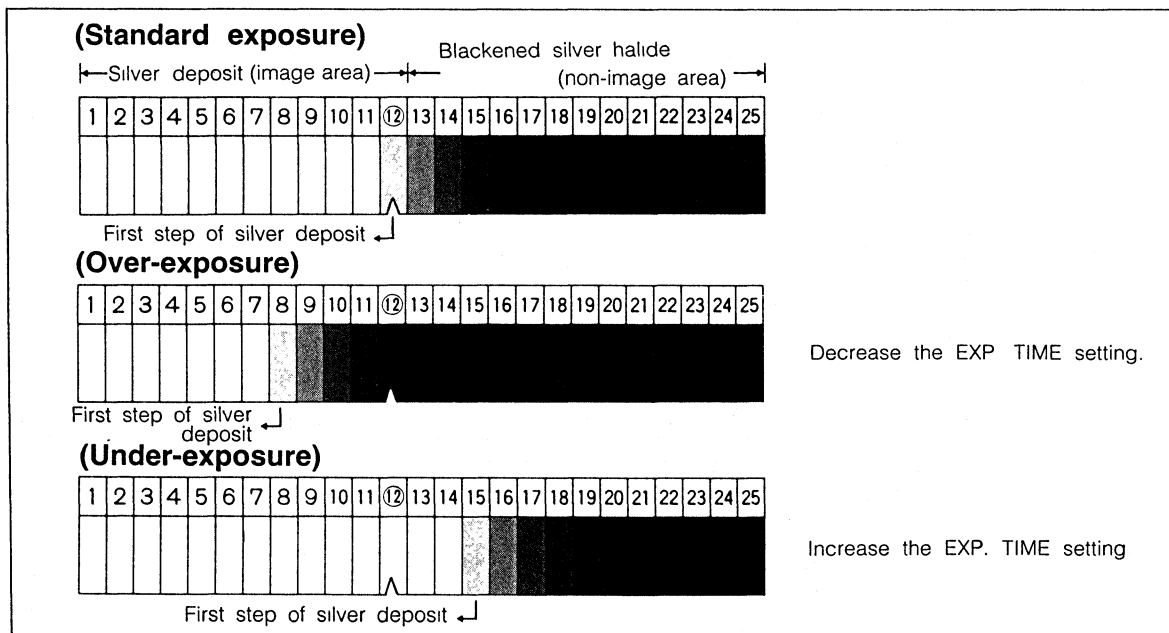 (Standard exposure)
Blackened silver halide
Silver deposit (image area)
(non-image area)
1 2 3 4 5 6 7 8 9 10 11 ⑫ 13 14 15 16 17 18 19 20 21 22 23 24 25
First step of silver deposit
(Over-exposure)
1 2 3 4 5 6 7 8 9 10 11 ⑫ 13 14 15 16 17 18 19 20 21 22 23 24 25
Decrease the EXP TIME setting.
First step of silver
deposit
(Under-exposure)
1 2 3 4 5 6 7 8 9 10 11 ⑫ 13 14 15 16 17 18 19 20 21 22 23 24 25
Increase the EXP. TIME setting
First step of silver deposit